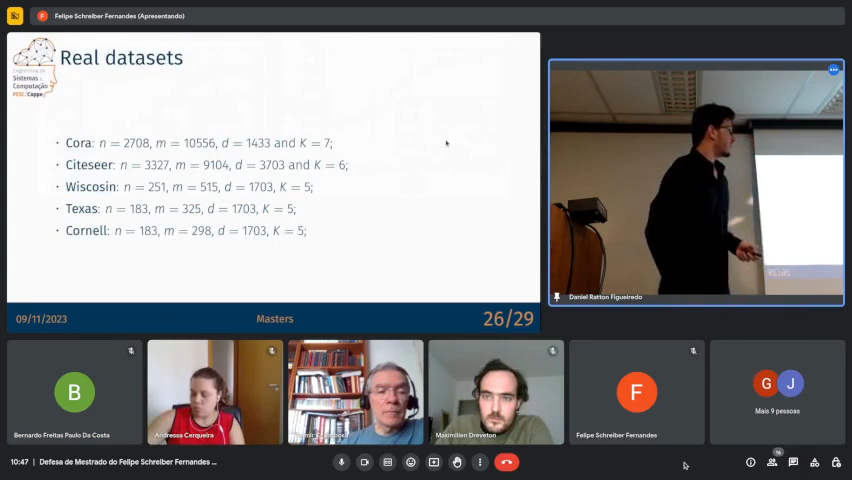 Felipe Schreiber Fernandes (Apresentando)
F
Engenharia de
Sistemas e
Computação
PESC/Coppe
Real datasets
· Cora: n = 2708, m = 10556, d = 1433 and K = 7;
· Citeseer: n = 3327, m = 9104, d = 3703 and K = 6;
· Wiscosin: n = 251, m = 515, d = 1703, K = 5;
· Texas: n = 183, m = 325, d = 1703, K = 5;
· Cornell: n = 183, m = 298, d = 1703, K = 5;
09/11/2023 Masters 26/29
Daniel Ratton Figueiredo
B
Bernardo Freitas Paulo Da Costa
Andressa Cerqueira
Maximilien Dreveton
F
Felipe Schreiber Fernandes
G J
Mais 9 pessoas
10:47 | Defesa de Mestrado do Felipe Schreiber Fernandes ...
16